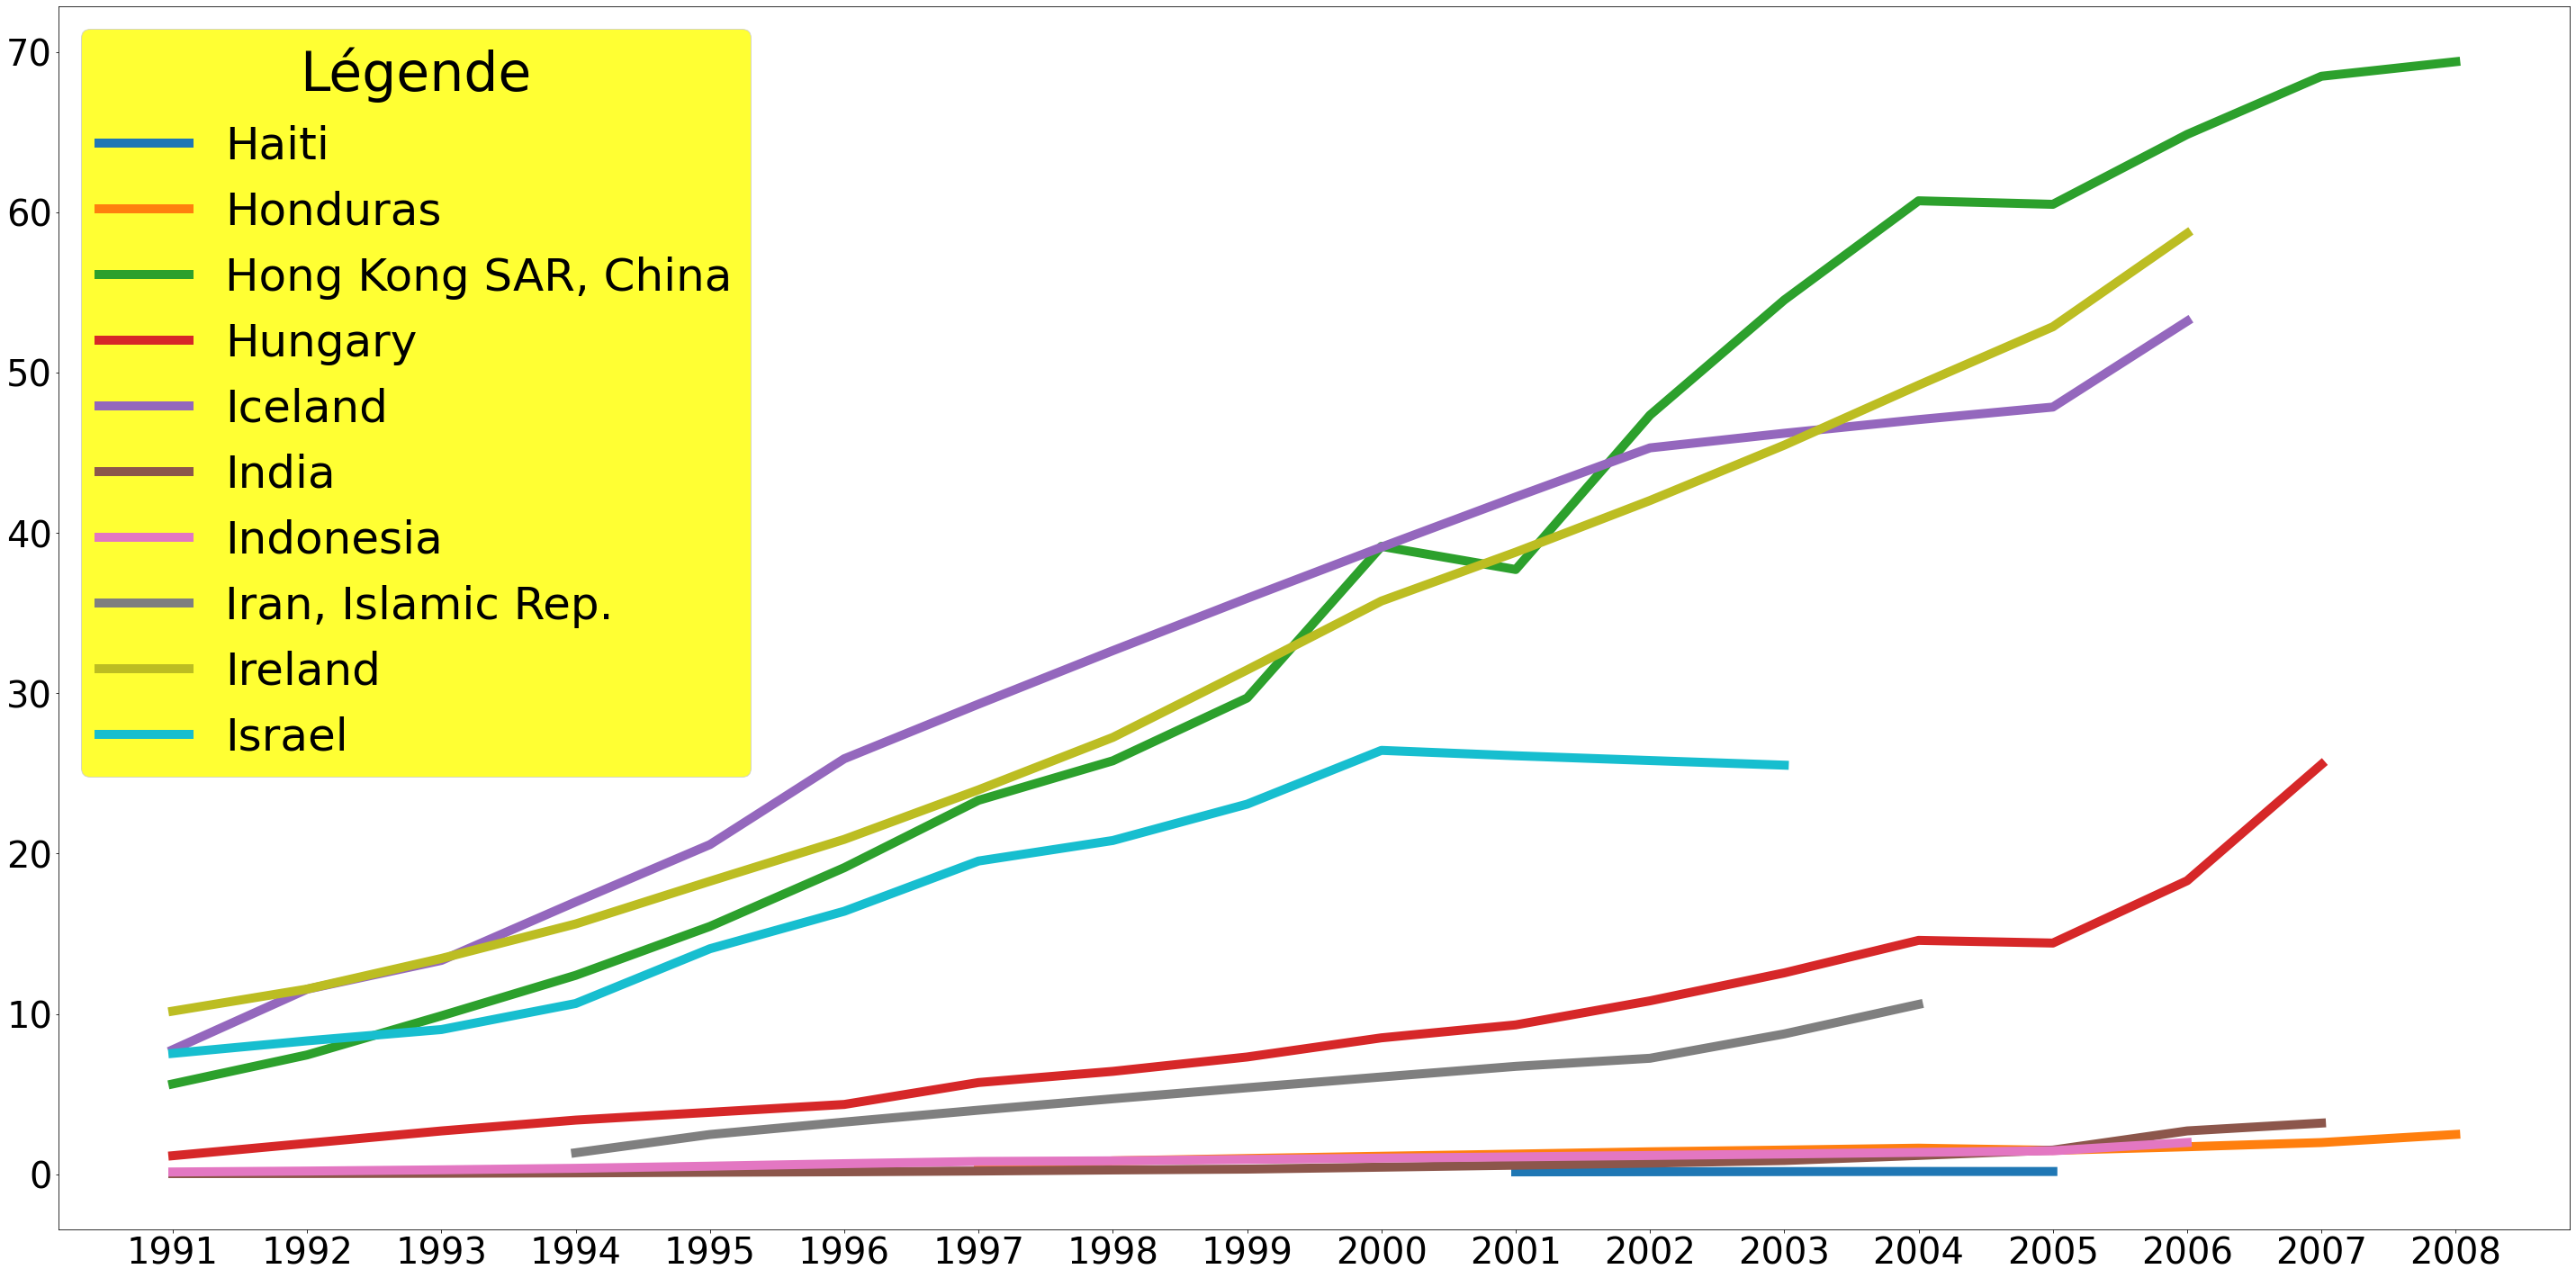 70
60
50
40
30
20
10
0
Légende
Haiti
Honduras
Hong Kong SAR, China
Hungary
Iceland
India
Indonesia
Iran, Islamic Rep.
Ireland
Israel
1991 1992 1993 1994 1995 1996 1997 1998 1999 2000 2001 2002 2003 2004 2005 2006 2007 2008